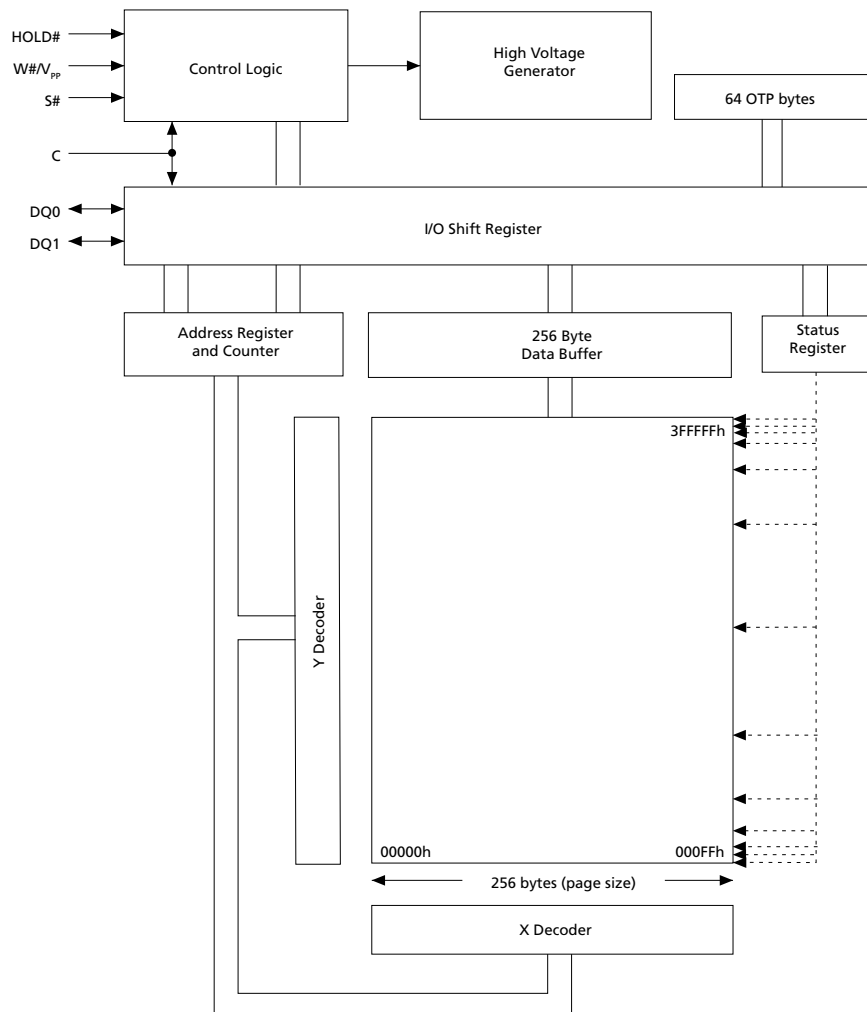 HOLD#
W#/VPP
S#
Control Logic
High Voltage
Generator
64 OTP bytes
C
DQ0
DQ1
I/O Shift Register
Address Register
and Counter
256 Byte
Data Buffer
Status
Register
3FFFFFh
Y Decoder
00000h
000FFh
256 bytes (page size)
X Decoder